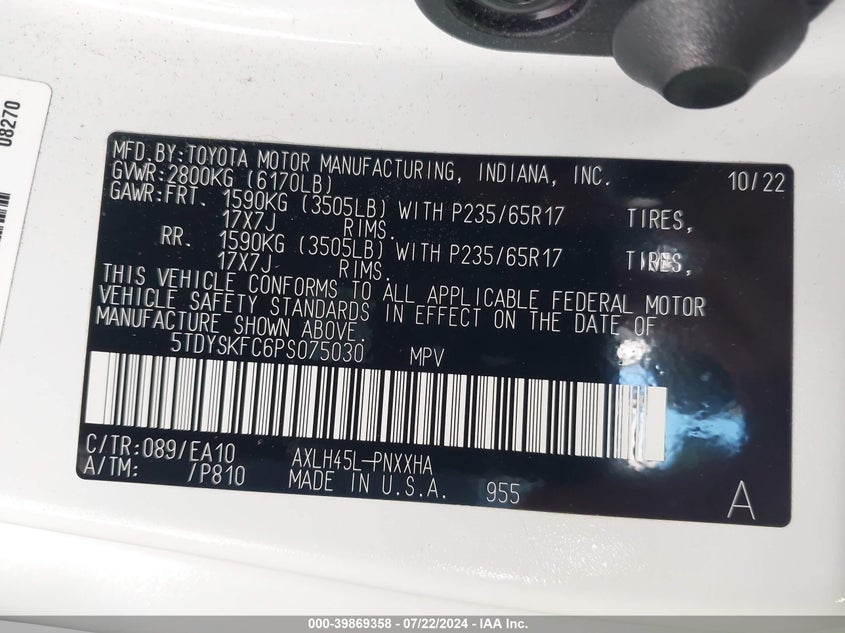 08270
MFD.BY:TOYOTA MOTOR MANUFACTURING, INDIANA, INC. 10/22
GVWR:2800KG (6170LB)
GAWR:FRT. 1590KG (3505LB) WITH P235/65R17 TIRES,
17X7J RIMS.
RR. 1590KG (3505LB) WITH P235/65R17 TIRES,
17X7J RIMS.
THIS VEHICLE CONFORMS TO ALL APPLICABLE FEDERAL MOTOR
VEHICLE SAFETY STANDARDS IN EFFECT ON THE DATE OF
MANUFACTURE SHOWN ABOVE.
5TDYSKFC6PS075030 MPV
C/TR:089/EA10 AXLH45L-PNXXHA
A/TM: /P810 MADE IN U.S.A. 955 A
000-39869358 - 07/22/2024 - IAA Inc.